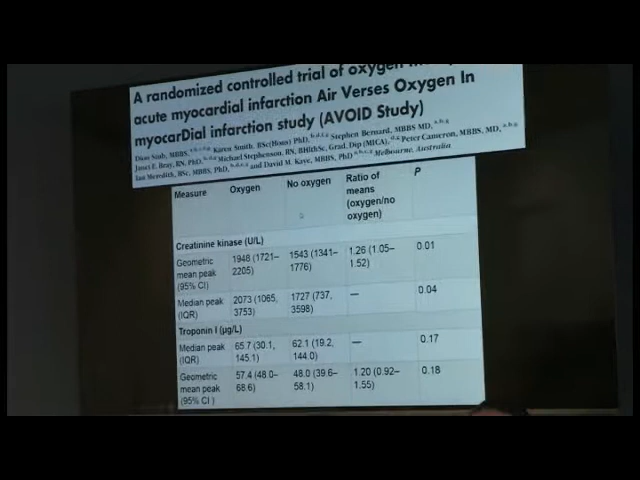 A randomized controlled trial of oxygen
acute myocardial infarction Air Verses Oxygen In
myocarDial infarction study (AVOID Study)
Dion Stub, MBBS, Karen Smith, BSc(Hons) PhD, Stephen Bernard, MBBS MD,
Janet E. Bray, RN, PhD, Michael Stephenson, RN, BHlthSc, Grad, Dip (MICA), Peter Cameron, MBBS, MD,
Ian Meredith, BSc, MBBS, PhD, and David M. Kaye, MBBS, PhD Melbourne, Australia
Measure Oxygen No oxygen Ratio of P
means
(oxygen/no
oxygen)
Creatinine kinase (U/L)
Geometric 1948 (1721– 1543 (1341– 1.26 (1.05– 0.01
mean peak 2205) 1776) 1.52)
(95% CI)
Median peak 2073 (1065, 1727 (737, — 0.04
(IQR) 3753) 3598)
Troponin I (µg/L)
Median peak 65.7 (30.1, 62.1 (19.2, — 0.17
(IQR) 145.1) 144.0)
Geometric 57.4 (48.0– 48.0 (39.6– 1.20 (0.92– 0.18
mean peak 68.6) 58.1) 1.55)
(95% CI )